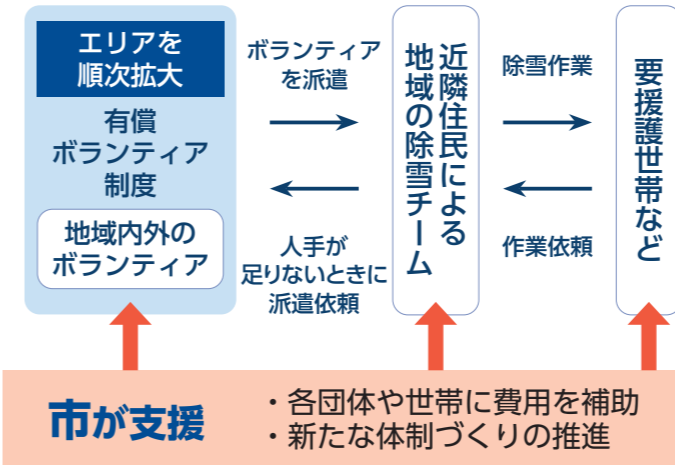 エリアを
順次拡大
有償
ボランティア
制度
地域内外の
ボランティア
ボランティア
を派遣
人手が
足りないときに
派遣依頼
近隣住民による
地域の除雪チーム
除雪作業
作業依頼
要援護世帯など
市が支援
・各団体や世帯に費用を補助
・新たな体制づくりの推進